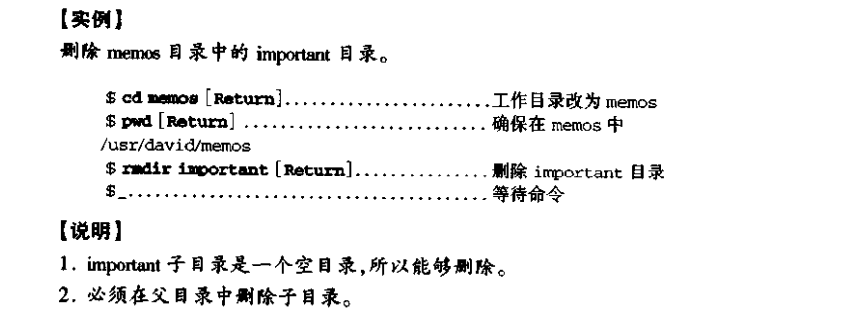 【实例】
删除 memos 目录中的 important 目录。
$ cd memos [Return].......................工作目录改为 memos
$ pwd [Return] ...........................确保在 memos 中
/usr/david/memos
$ rmdir important [Return]...............删除 important 目录
$_........................................等待命令
【说明】
1. important 子目录是一个空目录,所以能够删除。
2. 必须在父目录中删除子目录。